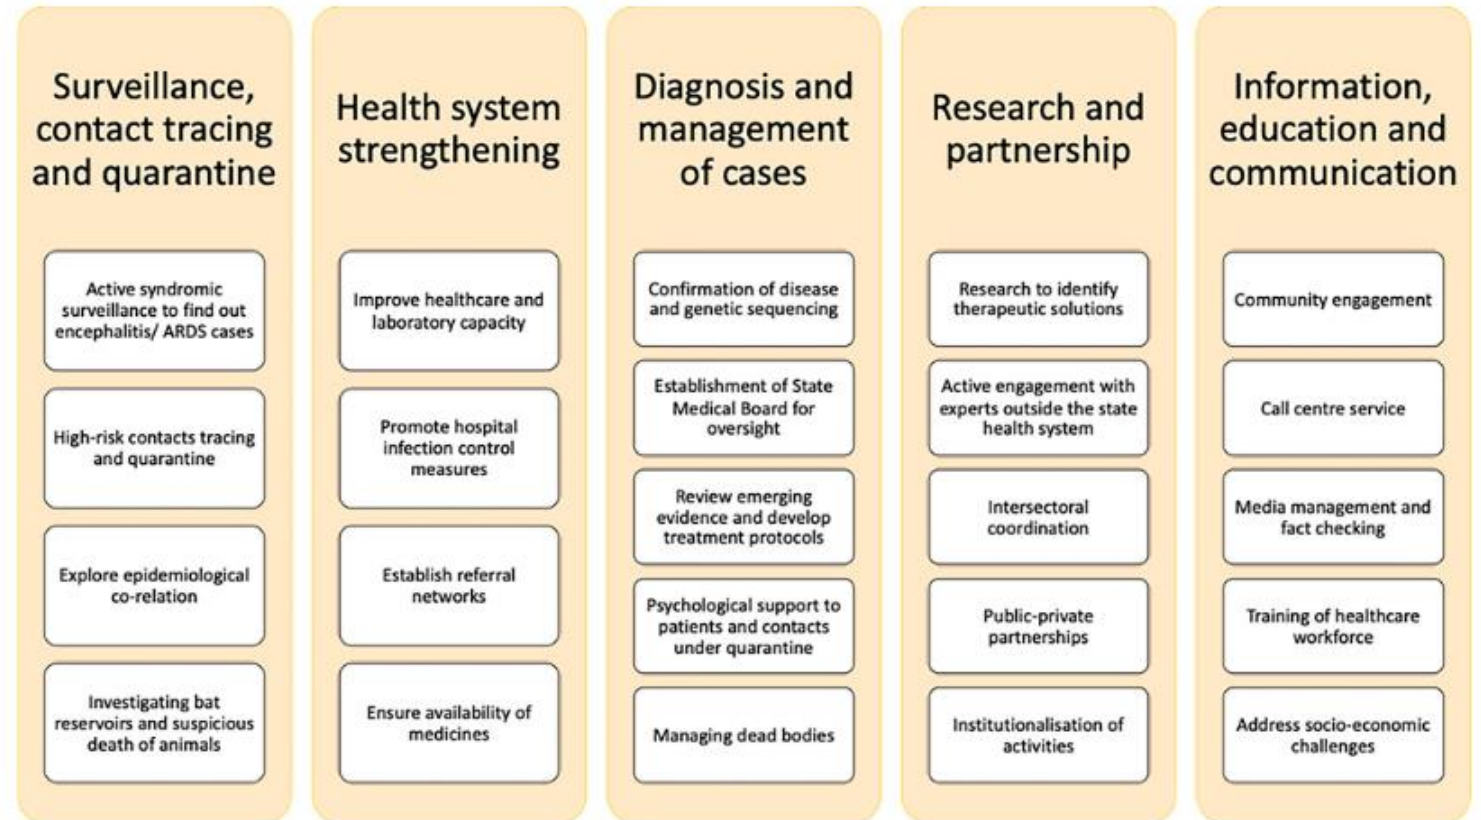 Surveillance,
contact tracing
and quarantine
Active syndromic
surveillance to find out
encephalitis/ ARDS cases
High-risk contacts tracing
and quarantine
Explore epidemiological
co-relation
Investigating bat
reservoirs and suspicious
death of animals
Health system
strengthening
Improve healthcare and
laboratory capacity
Promote hospital
infection control
measures
Establish referral
networks
Ensure availability of
medicines
Diagnosis and
management
of cases
Confirmation of disease
and genetic sequencing
Establishment of State
Medical Board for
oversight
Review emerging
evidence and develop
treatment protocols
Psychological support to
patients and contacts
under quarantine
Managing dead bodies
Research and
partnership
Research to identify
therapeutic solutions
Active engagement with
experts outside the state
health system
Intersectoral
coordination
Public-private
partnerships
Institutionalisation of
activities
Information,
education and
communication
Community engagement
Call centre service
Media management and
fact checking
Training of healthcare
workforce
Address socio-economic
challenges